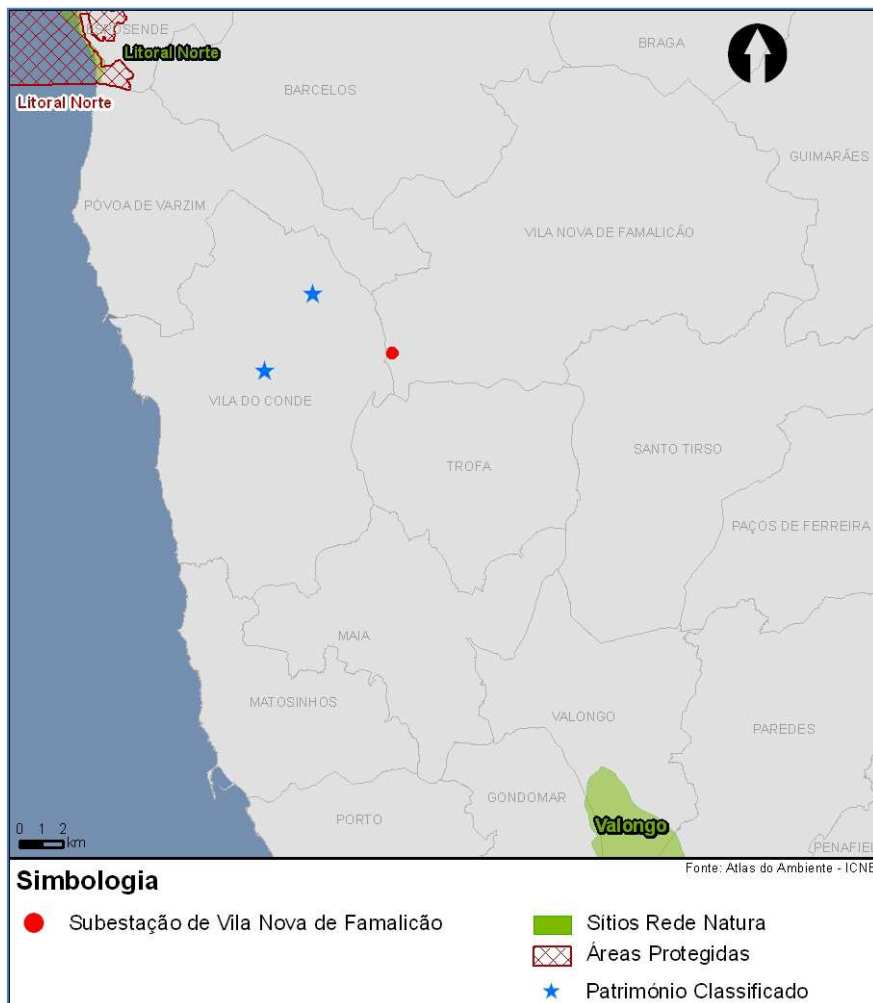 ESPOSENDE
Litoral Norte
BRAGA
Litoral Norte
BARCELOS
GUIMARÃES
PÓVOA DE VARZIM
VILA NOVA DE FAMALICÃO
VILA DO CONDE
TROFA
SANTO TIRSO
PAÇOS DE FERREIRA
MAIA
MATOSINHOS
VALONGO
PAREDES
GONDOMAR
PORTO
Valongo
0 1 2
km
PENAFIEL
Fonte: Atlas do Ambiente - ICNB
Simbologia
Subestação de Vila Nova de Famalicão
Sítios Rede Natura
Áreas Protegidas
Património Classificado